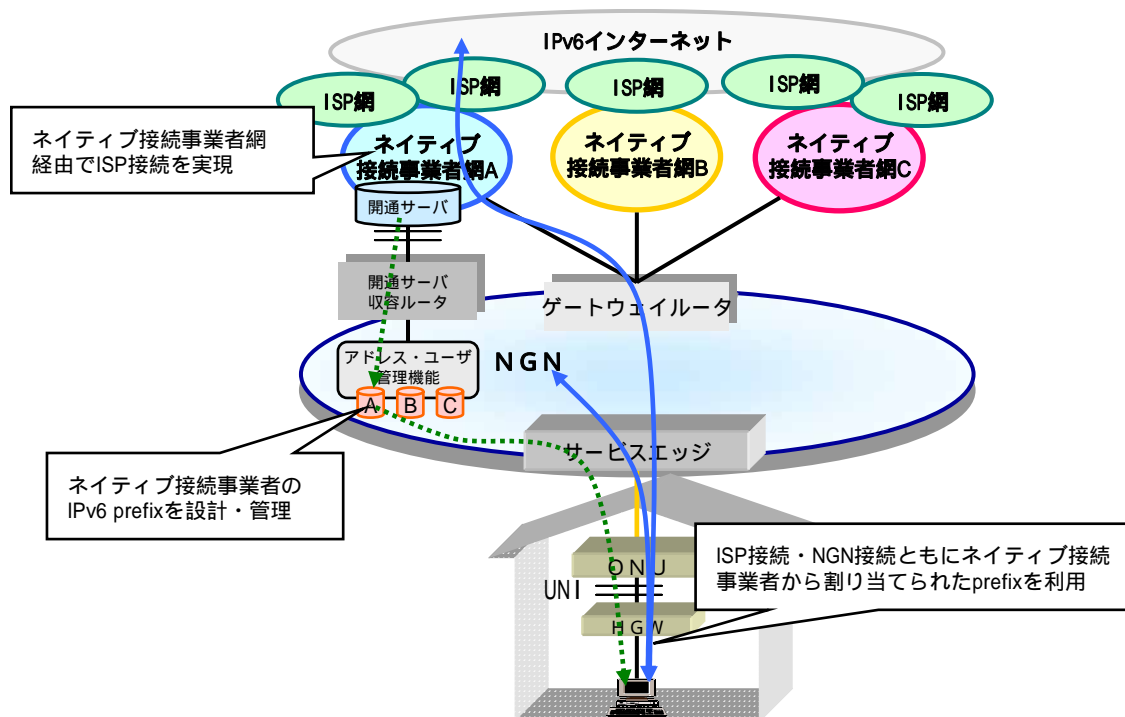 IPv6インターネット
ISP網
ISP網
ISP網
ISP網
ISP網
ネイティブ接続事業者網
経由でISP接続を実現
ネイティブ
接続事業者網A
ネイティブ
接続事業者網B
ネイティブ
接続事業者網C
開通サーバ
開通サーバ
収容ルータ
ゲートウェイルータ
アドレス・ユーザ
管理機能
NGN
A
B
C
サービスエッジ
ネイティブ接続事業者の
IPv6 prefixを設計・管理
ISP接続・NGN接続ともにネイティブ接続
事業者から割り当てられたprefixを利用
ONU
UNI
HGW